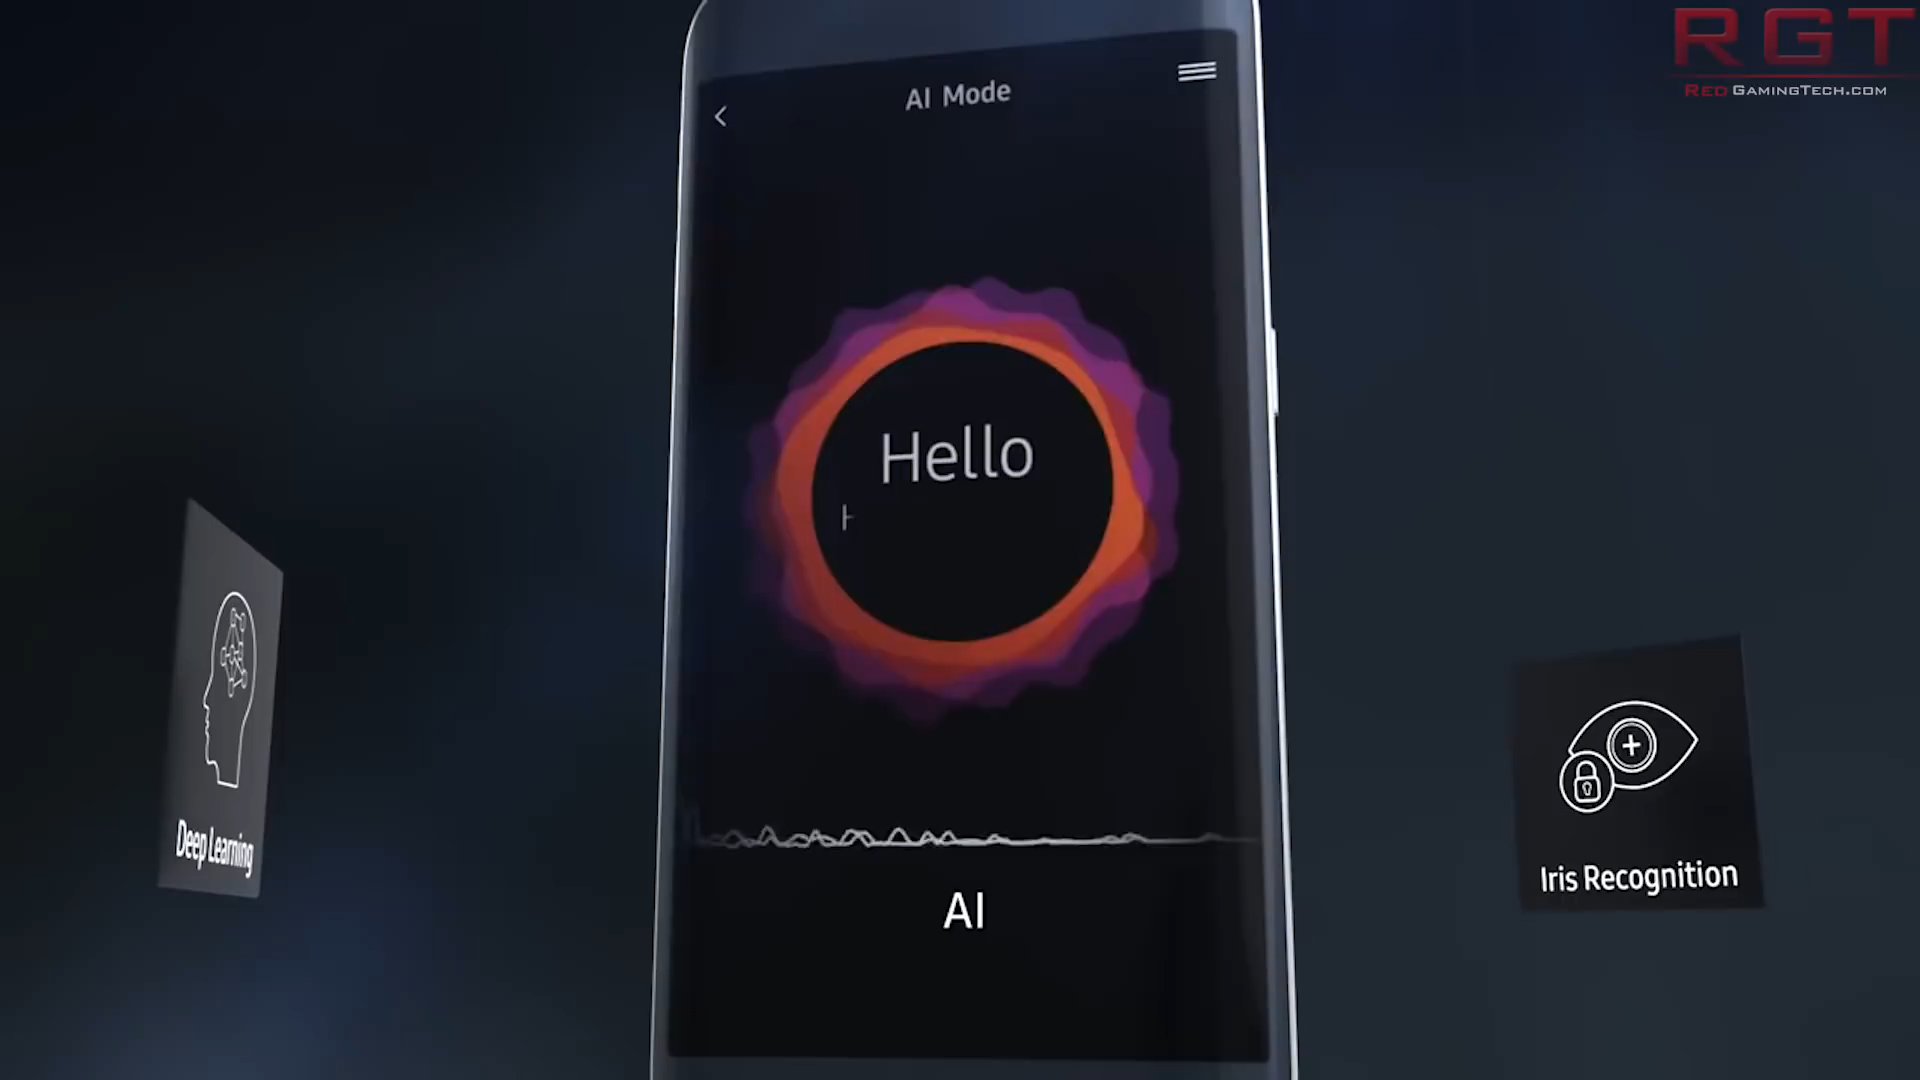 RGT
RED GAMINGTECH.COM
AI Mode
Hello
H
AI
Deep Learning
Iris Recognition